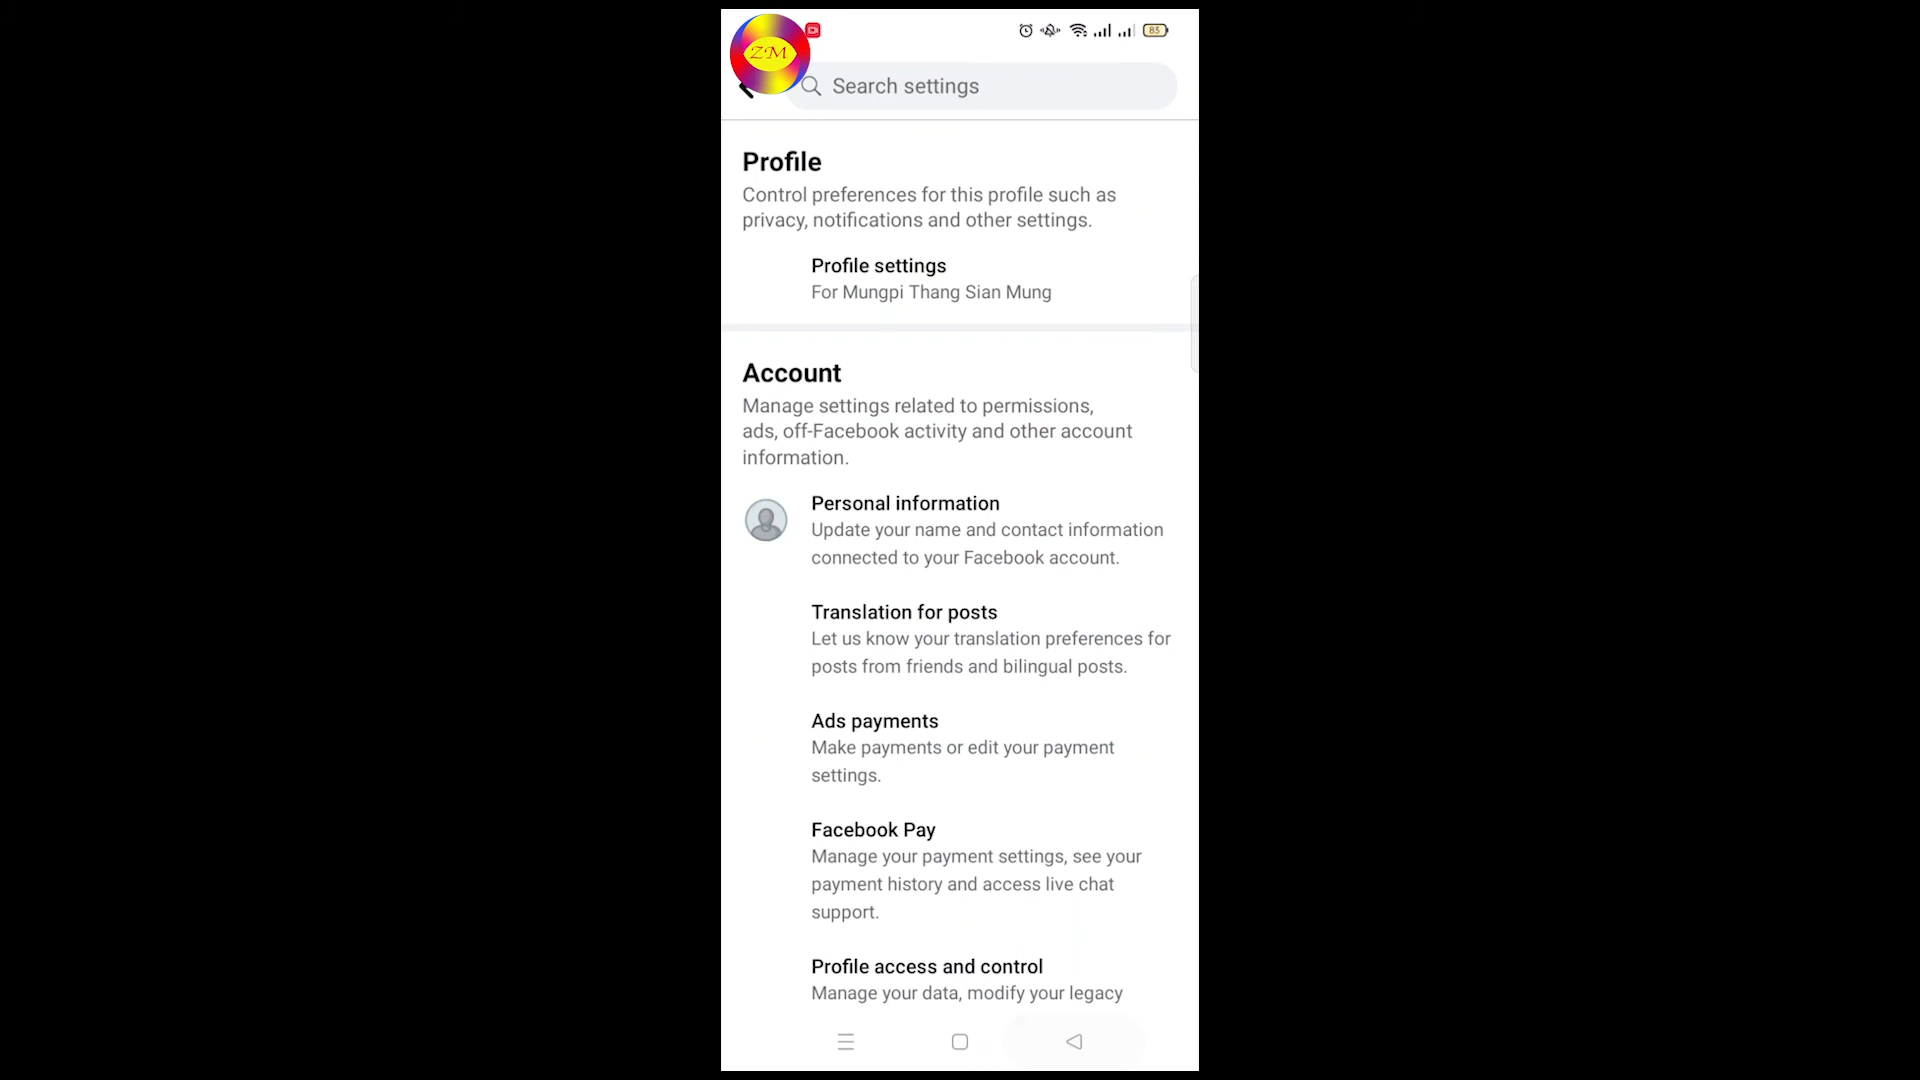 ZM
83
Search settings
Profile
Control preferences for this profile such as
privacy, notifications and other settings.
Profile settings
For Mungpi Thang Sian Mung
Account
Manage settings related to permissions,
ads, off-Facebook activity and other account
information.
Personal information
Update your name and contact information
connected to your Facebook account.
Translation for posts
Let us know your translation preferences for
posts from friends and bilingual posts.
Ads payments
Make payments or edit your payment
settings.
Facebook Pay
Manage your payment settings, see your
payment history and access live chat
support.
Profile access and control
Manage your data, modify your legacy